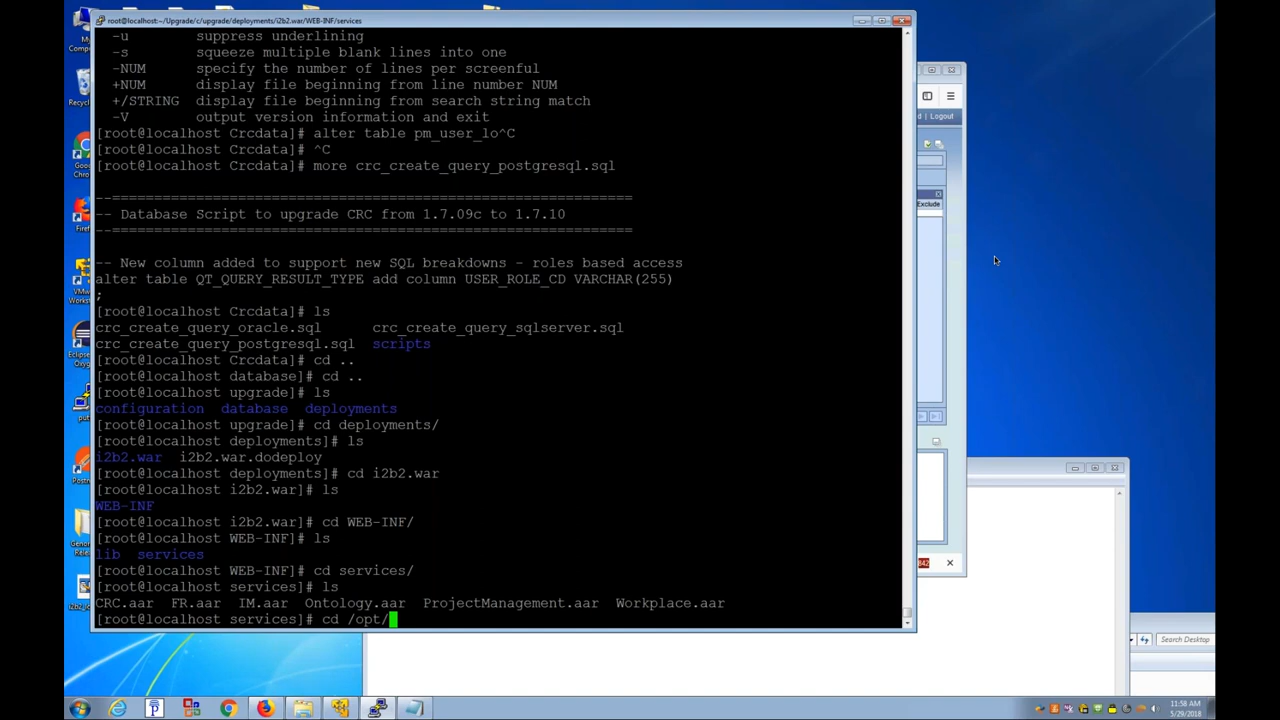 root@localhost:~/Upgrade/c/upgrade/deployments/i2b2.war/WEB-INF/services
-u suppress underlining
-s squeeze multiple blank lines into one
-NUM specify the number of lines per screenful
+NUM display file beginning from line number NUM
+/STRING display file beginning from search string match
-V output version information and exit
[root@localhost Crcdata]# alter table pm_user_lo^C
[root@localhost Crcdata]# ^C
[root@localhost Crcdata]# more crc_create_query_postgresql.sql
--==============================================================
-- Database Script to upgrade CRC from 1.7.09c to 1.7.10
--==============================================================
-- New column added to support new SQL breakdowns - roles based access
alter table QT_QUERY_RESULT_TYPE add column USER_ROLE_CD VARCHAR(255)
;
[root@localhost Crcdata]# ls
crc_create_query_oracle.sql crc_create_query_sqlserver.sql
crc_create_query_postgresql.sql scripts
[root@localhost Crcdata]# cd ..
[root@localhost database]# cd ..
[root@localhost upgrade]# ls
configuration database deployments
[root@localhost upgrade]# cd deployments/
[root@localhost deployments]# ls
i2b2.war i2b2.war.dodeploy
[root@localhost deployments]# cd i2b2.war
[root@localhost i2b2.war]# ls
WEB-INF
[root@localhost i2b2.war]# cd WEB-INF/
[root@localhost WEB-INF]# ls
lib services
[root@localhost WEB-INF]# cd services/
[root@localhost services]# ls
CRC.aar FR.aar IM.aar Ontology.aar ProjectManagement.aar Workplace.aar
[root@localhost services]# cd /opt/
| Logout
Exclude
Search Desktop
11:58 AM
5/29/2018